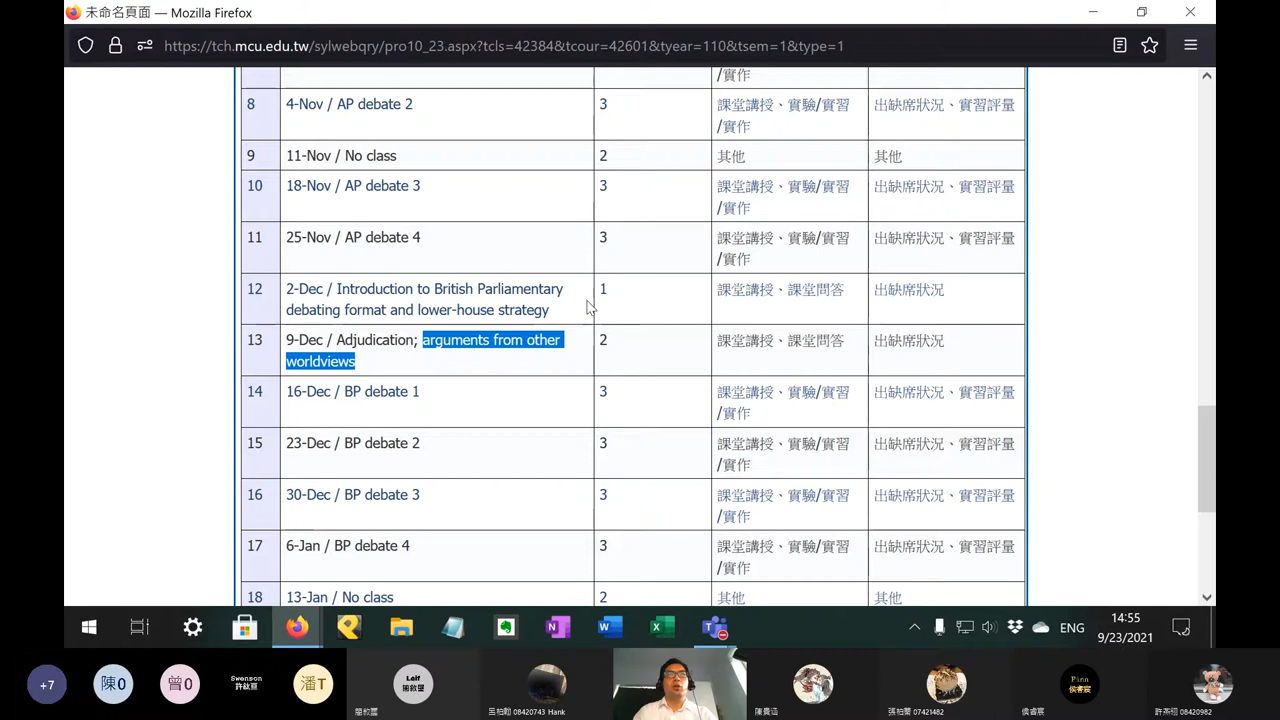 未命名頁面 — Mozilla Firefox
https://tch.mcu.edu.tw/sylwebqry/pro10_23.aspx?tcls=42384&tcour=42601&tyear=110&tsem=1&type=1
/實作
8 4-Nov / AP debate 2 3 課堂講授、實驗/實習 出缺席狀況、實習評量
/實作
9 11-Nov / No class 2 其他 其他
10 18-Nov / AP debate 3 3 課堂講授、實驗/實習 出缺席狀況、實習評量
/實作
11 25-Nov / AP debate 4 3 課堂講授、實驗/實習 出缺席狀況、實習評量
/實作
12 2-Dec / Introduction to British Parliamentary 1 課堂講授、課堂問答 出缺席狀況
debating format and lower-house strategy
13 9-Dec / Adjudication; arguments from other 2 課堂講授、課堂問答 出缺席狀況
worldviews
14 16-Dec / BP debate 1 3 課堂講授、實驗/實習 出缺席狀況、實習評量
/實作
15 23-Dec / BP debate 2 3 課堂講授、實驗/實習 出缺席狀況、實習評量
/實作
16 30-Dec / BP debate 3 3 課堂講授、實驗/實習 出缺席狀況、實習評量
/實作
17 6-Jan / BP debate 4 3 課堂講授、實驗/實習 出缺席狀況、實習評量
/實作
18 13-Jan / No class 2 其他 其他
ENG
14:55
9/23/2021
+7 陳0 曾0 Swenson 潘T Leif
08420743 Hank
07421482
Finn
08420982